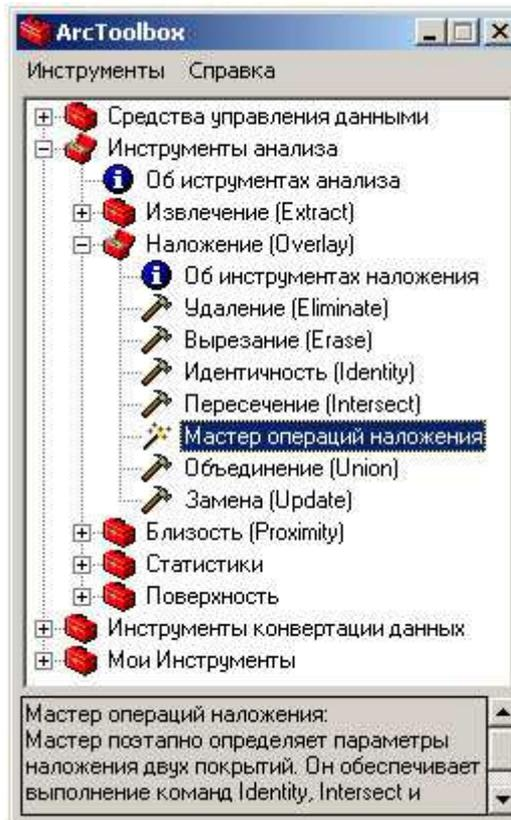 ArcToolbox
Инструменты Справка
Средства управления данными
Инструменты анализа
Об иструментах анализа
Извлечение (Extract)
Наложение (Overlay)
Об инструментах наложения
Удаление (Eliminate)
Вырезание (Erase)
Идентичность (Identity)
Пересечение (Intersect)
Мастер операций наложения
Объединение (Union)
Замена (Update)
Близость (Proximity)
Статистики
Поверхность
Инструменты конвертации данных
Мои Инструменты
Мастер операций наложения:
Мастер поэтапно определяет параметры
наложения двух покрытий. Он обеспечивает
выполнение команд Identity, Intersect и